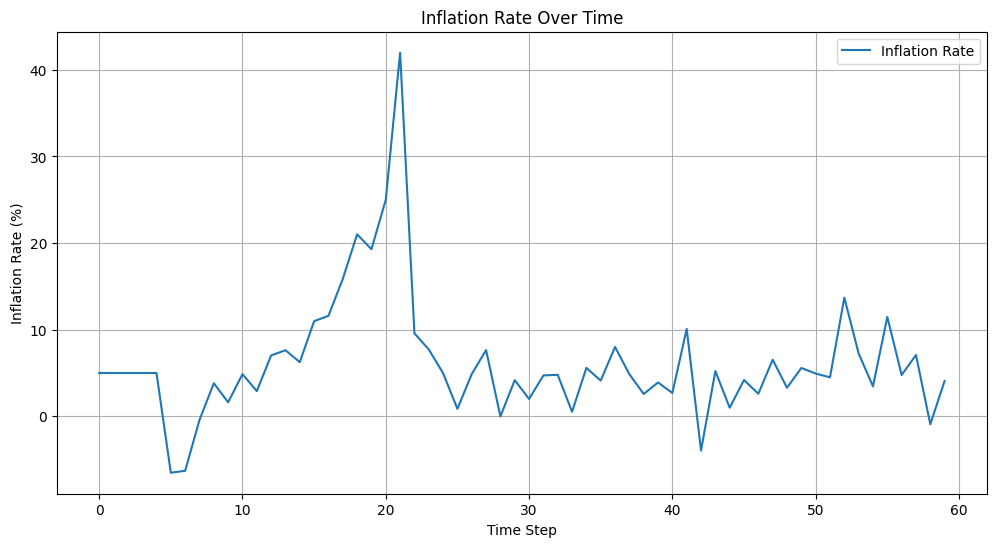 Inflation Rate Over Time
Inflation Rate
Inflation Rate (%)
40
30
20
10
0
0 10 20 30 40 50 60
Time Step